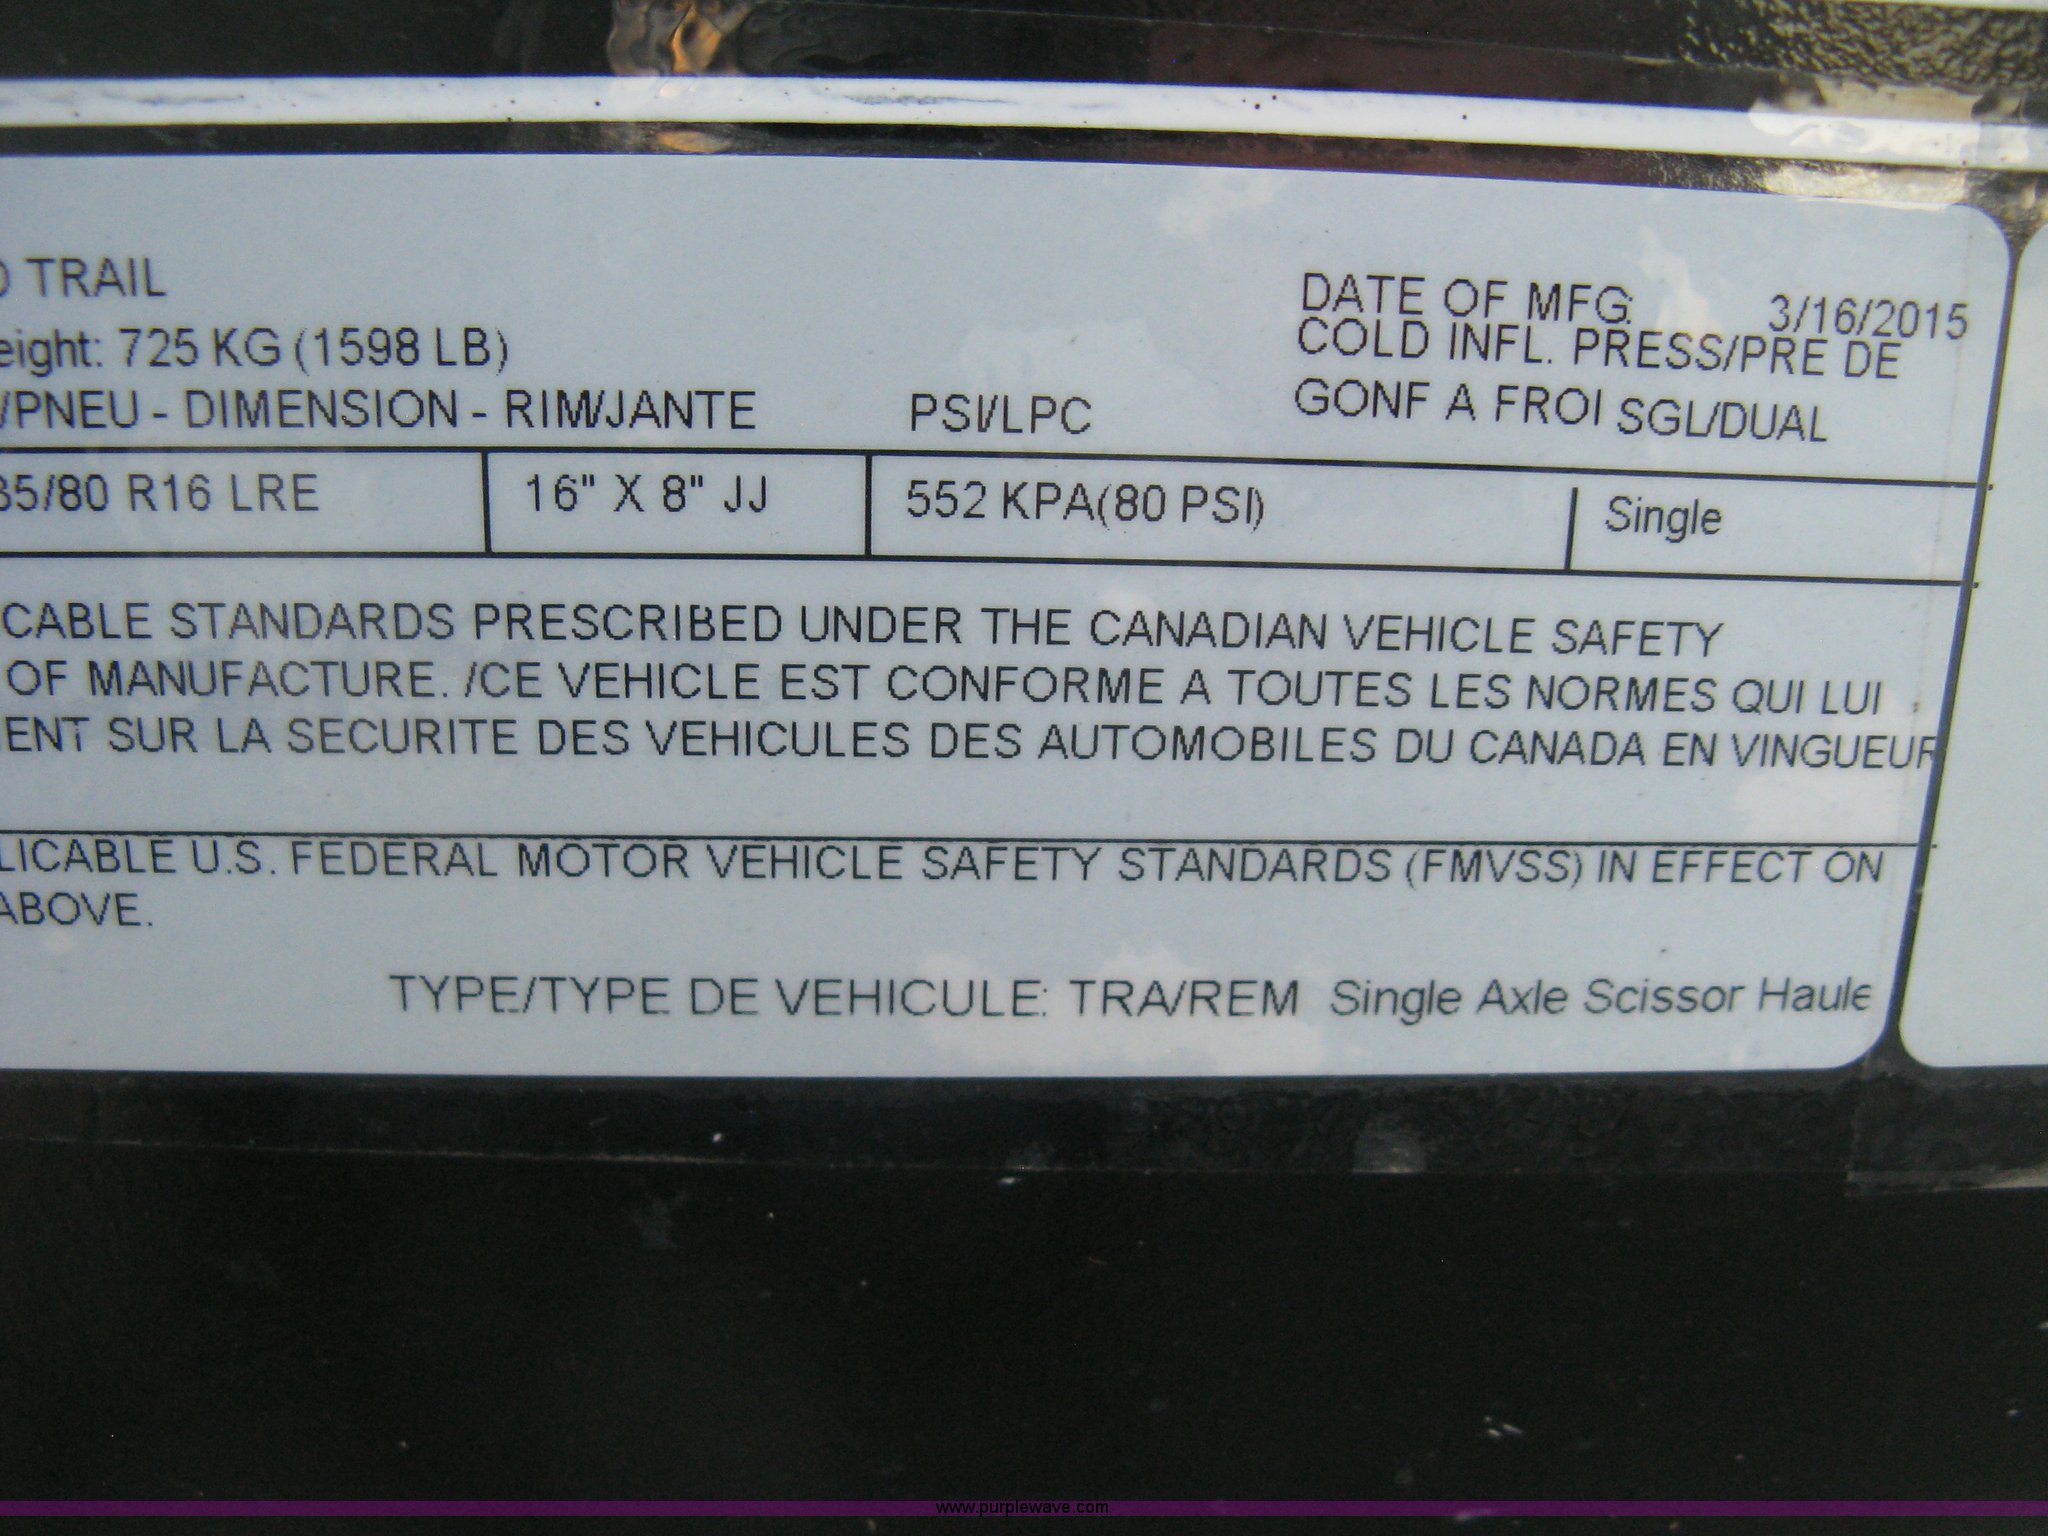 TRAIL
725 KG (1598 LB)
DATE OF MFG. 3/16/2015
COLD INFL. PRESS/PRE DE
/PNEU - DIMENSION - RIM/JANTE PSI/LPC GONF A FROI SGL/DUAL
35/80 R16 LRE 16" X 8" JJ 552 KPA(80 PSI) Single
CABLE STANDARDS PRESCRIBED UNDER THE CANADIAN VEHICLE SAFETY
OF MANUFACTURE. /CE VEHICLE EST CONFORME A TOUTES LES NORMES QUI LUI
ENT SUR LA SECURITE DES VEHICULES DES AUTOMOBILES DU CANADA EN VINGUEUR
LICABLE U.S. FEDERAL MOTOR VEHICLE SAFETY STANDARDS (FMVSS) IN EFFECT ON
ABOVE.
TYPE/TYPE DE VEHICULE: TRA/REM Single Axle Scissor Haule
www.purplewave.com